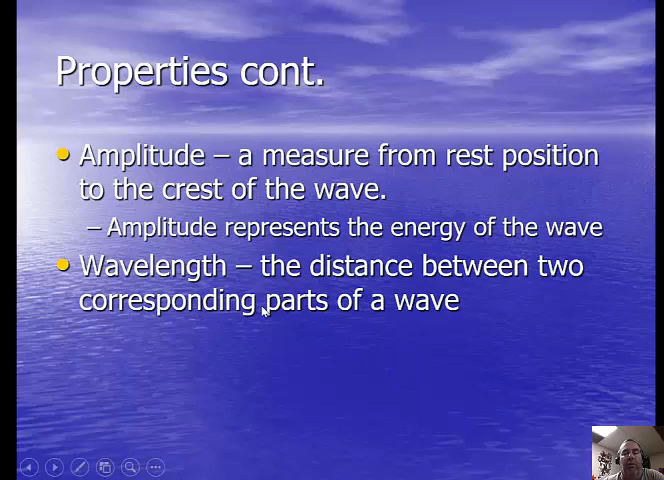 Properties cont.
• Amplitude – a measure from rest position
to the crest of the wave.
– Amplitude represents the energy of the wave
• Wavelength – the distance between two
corresponding parts of a wave